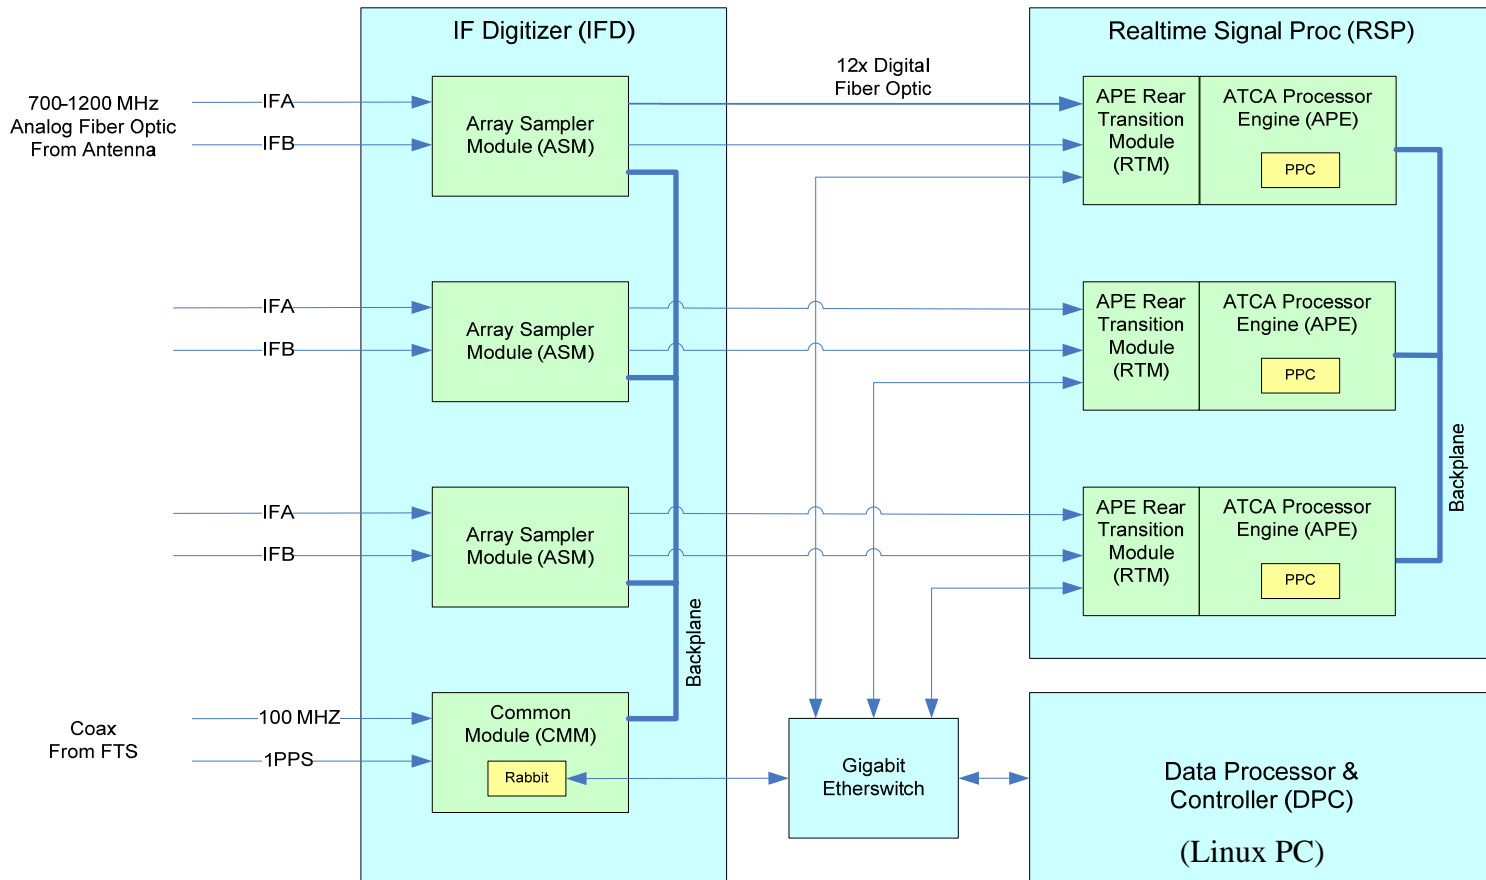 IF Digitizer (IFD)
Realtime Signal Proc (RSP)
12x Digital
Fiber Optic
700-1200 MHz
Analog Fiber Optic
From Antenna
IFA
IFB
Array Sampler
Module (ASM)
APE Rear
Transition
Module
(RTM)
ATCA Processor
Engine (APE)
PPC
IFA
IFB
Array Sampler
Module (ASM)
APE Rear
Transition
Module
(RTM)
ATCA Processor
Engine (APE)
PPC
IFA
IFB
Array Sampler
Module (ASM)
APE Rear
Transition
Module
(RTM)
ATCA Processor
Engine (APE)
PPC
Backplane
Backplane
Coax
From FTS
100 MHZ
1PPS
Common
Module (CMM)
Rabbit
Gigabit
Etherswitch
Data Processor &
Controller (DPC)
(Linux PC)